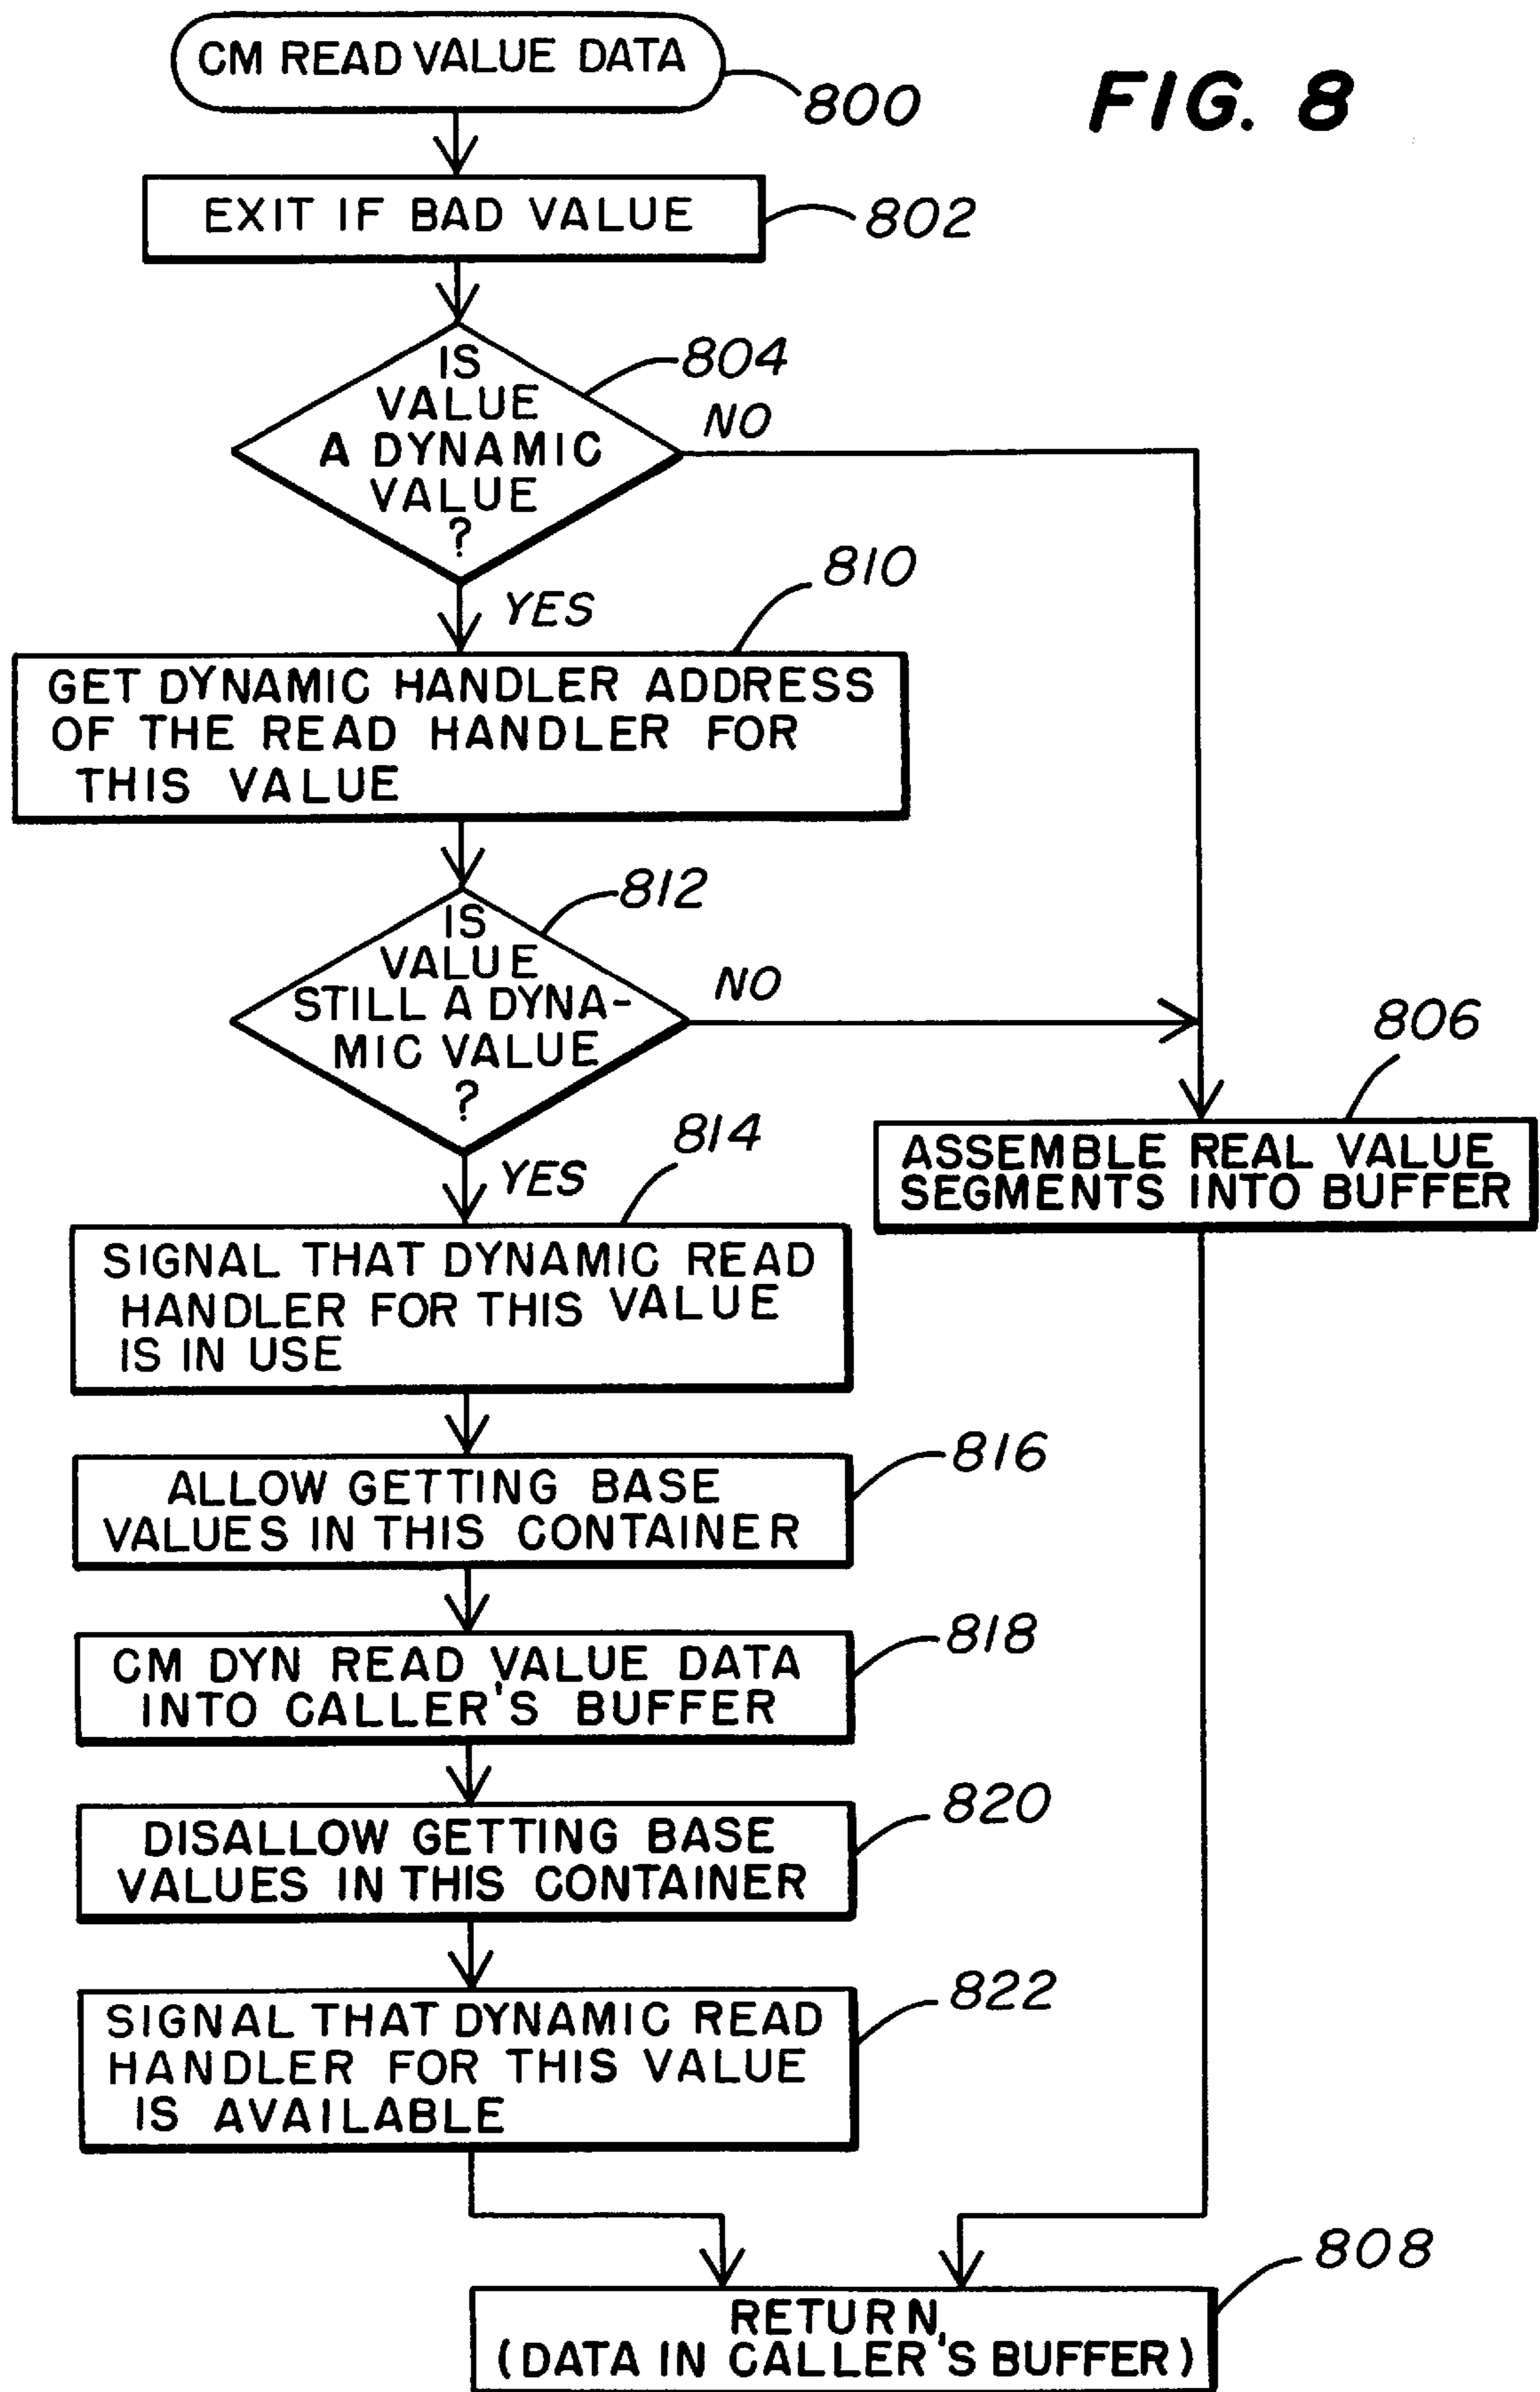 CM READ VALUE DATA
800
FIG. 8
EXIT IF BAD VALUE
802
IS
VALUE
A DYNAMIC
VALUE
?
804
NO
YES
810
GET DYNAMIC HANDLER ADDRESS
OF THE READ HANDLER FOR
THIS VALUE
IS
VALUE
STILL A DYNA-
MIC VALUE
?
812
NO
YES
806
ASSEMBLE REAL VALUE
SEGMENTS INTO BUFFER
814
SIGNAL THAT DYNAMIC READ
HANDLER FOR THIS VALUE
IS IN USE
ALLOW GETTING BASE
VALUES IN THIS CONTAINER
816
CM DYN READ VALUE DATA
INTO CALLER'S BUFFER
818
DISALLOW GETTING BASE
VALUES IN THIS CONTAINER
820
SIGNAL THAT DYNAMIC READ
HANDLER FOR THIS VALUE
IS AVAILABLE
822
RETURN
(DATA IN CALLER'S BUFFER)
808